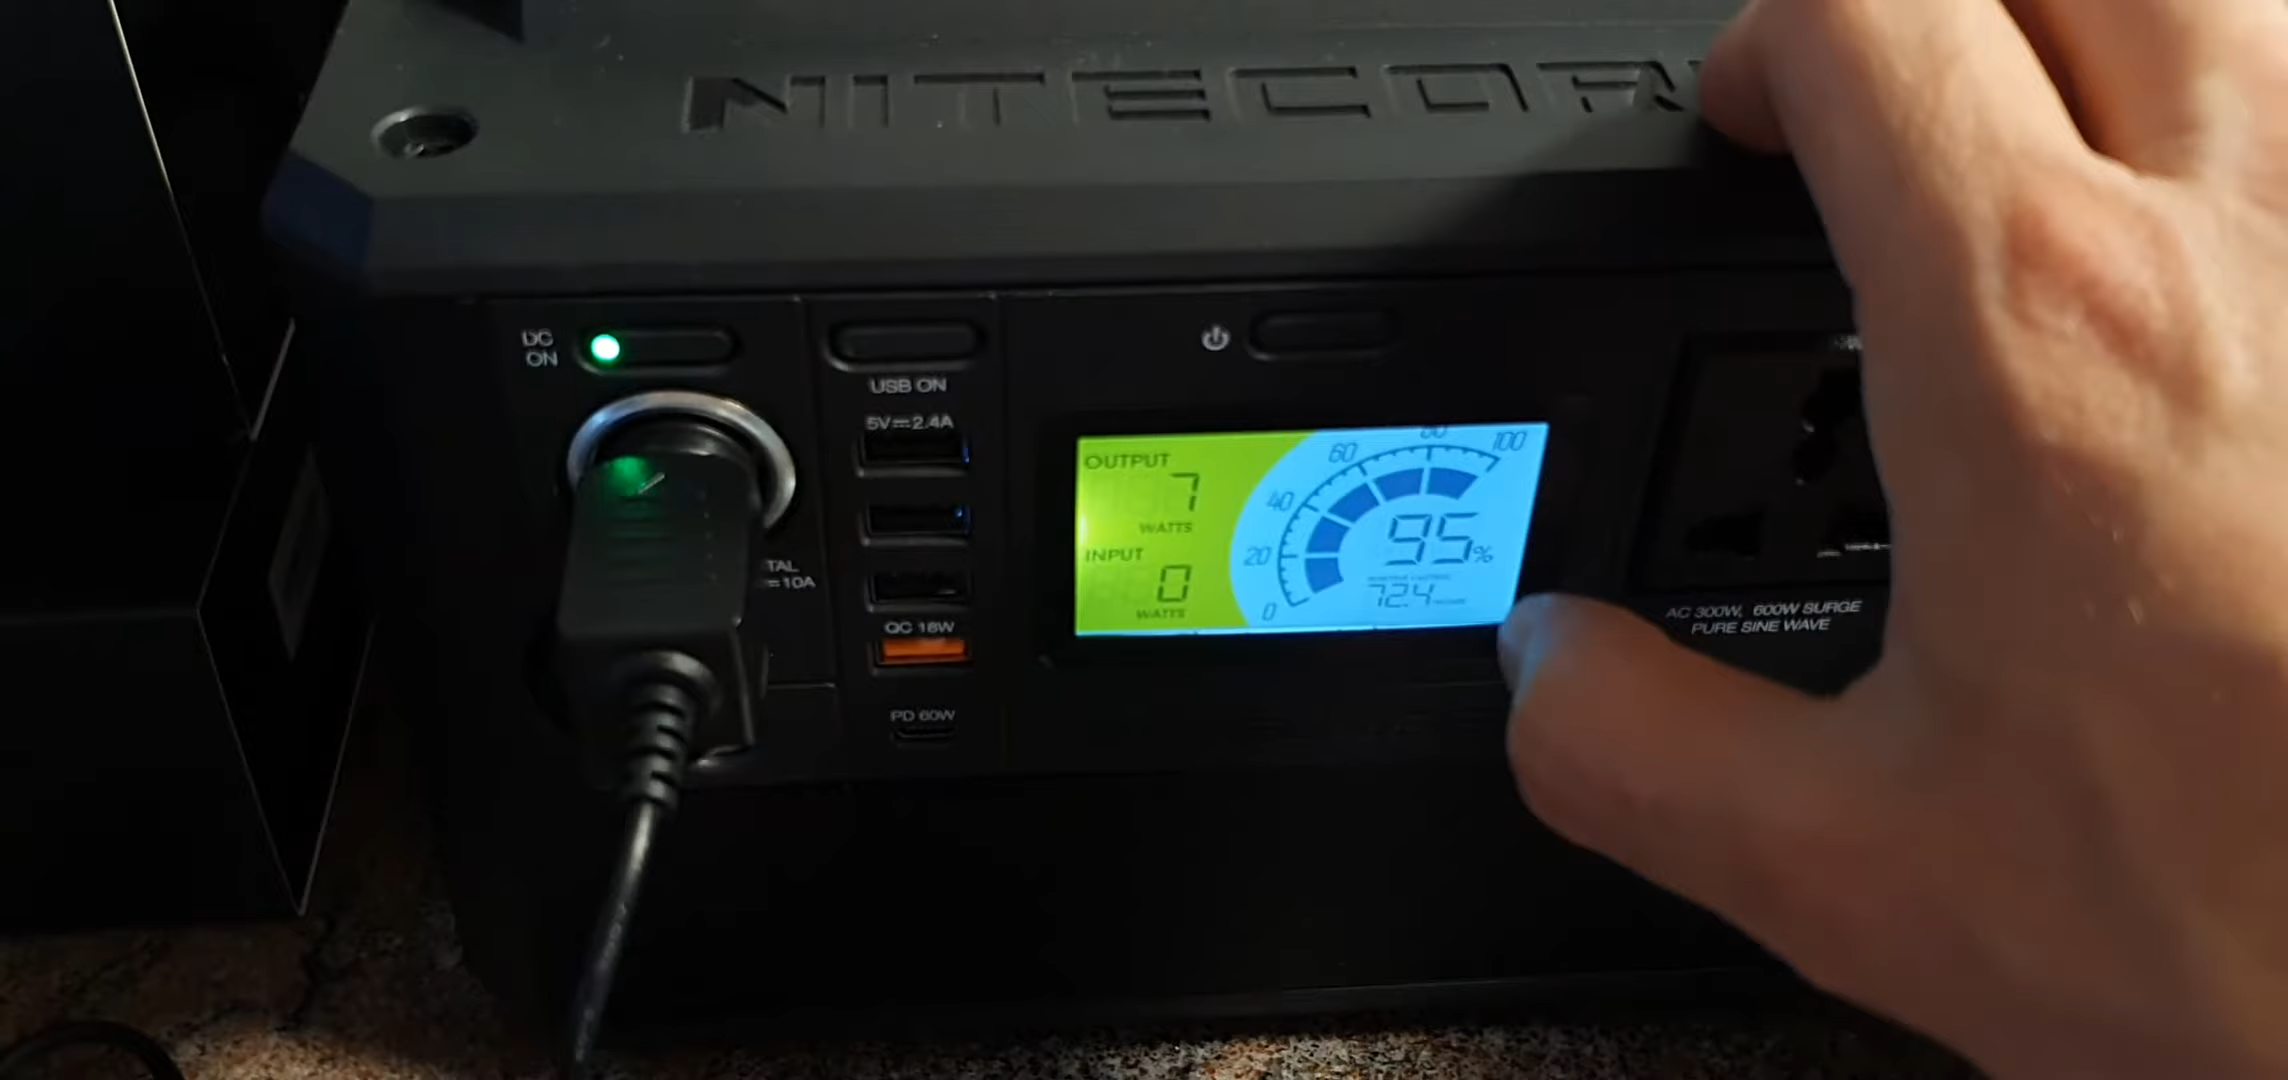 NITECOR
DC
ON
USB ON
5V⎓2.4A
TAL
⎓10A
QC 18W
PD 60W
OUTPUT
7
WATTS
INPUT
0
WATTS
0
20
40
60
80
100
95%
72.4
AC 300W, 600W SURGE
PURE SINE WAVE